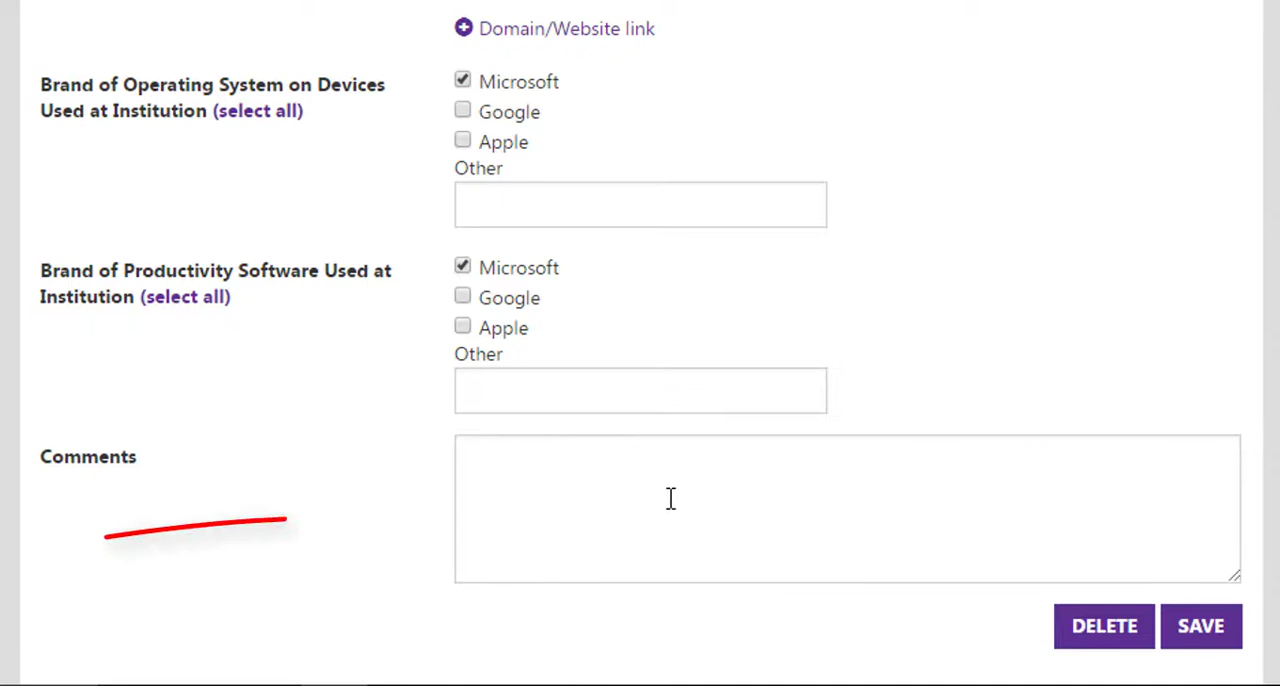 Domain/Website link
Brand of Operating System on Devices
Used at Institution (select all)
Microsoft
Google
Apple
Other
Brand of Productivity Software Used at
Institution (select all)
Microsoft
Google
Apple
Other
Comments
DELETE SAVE